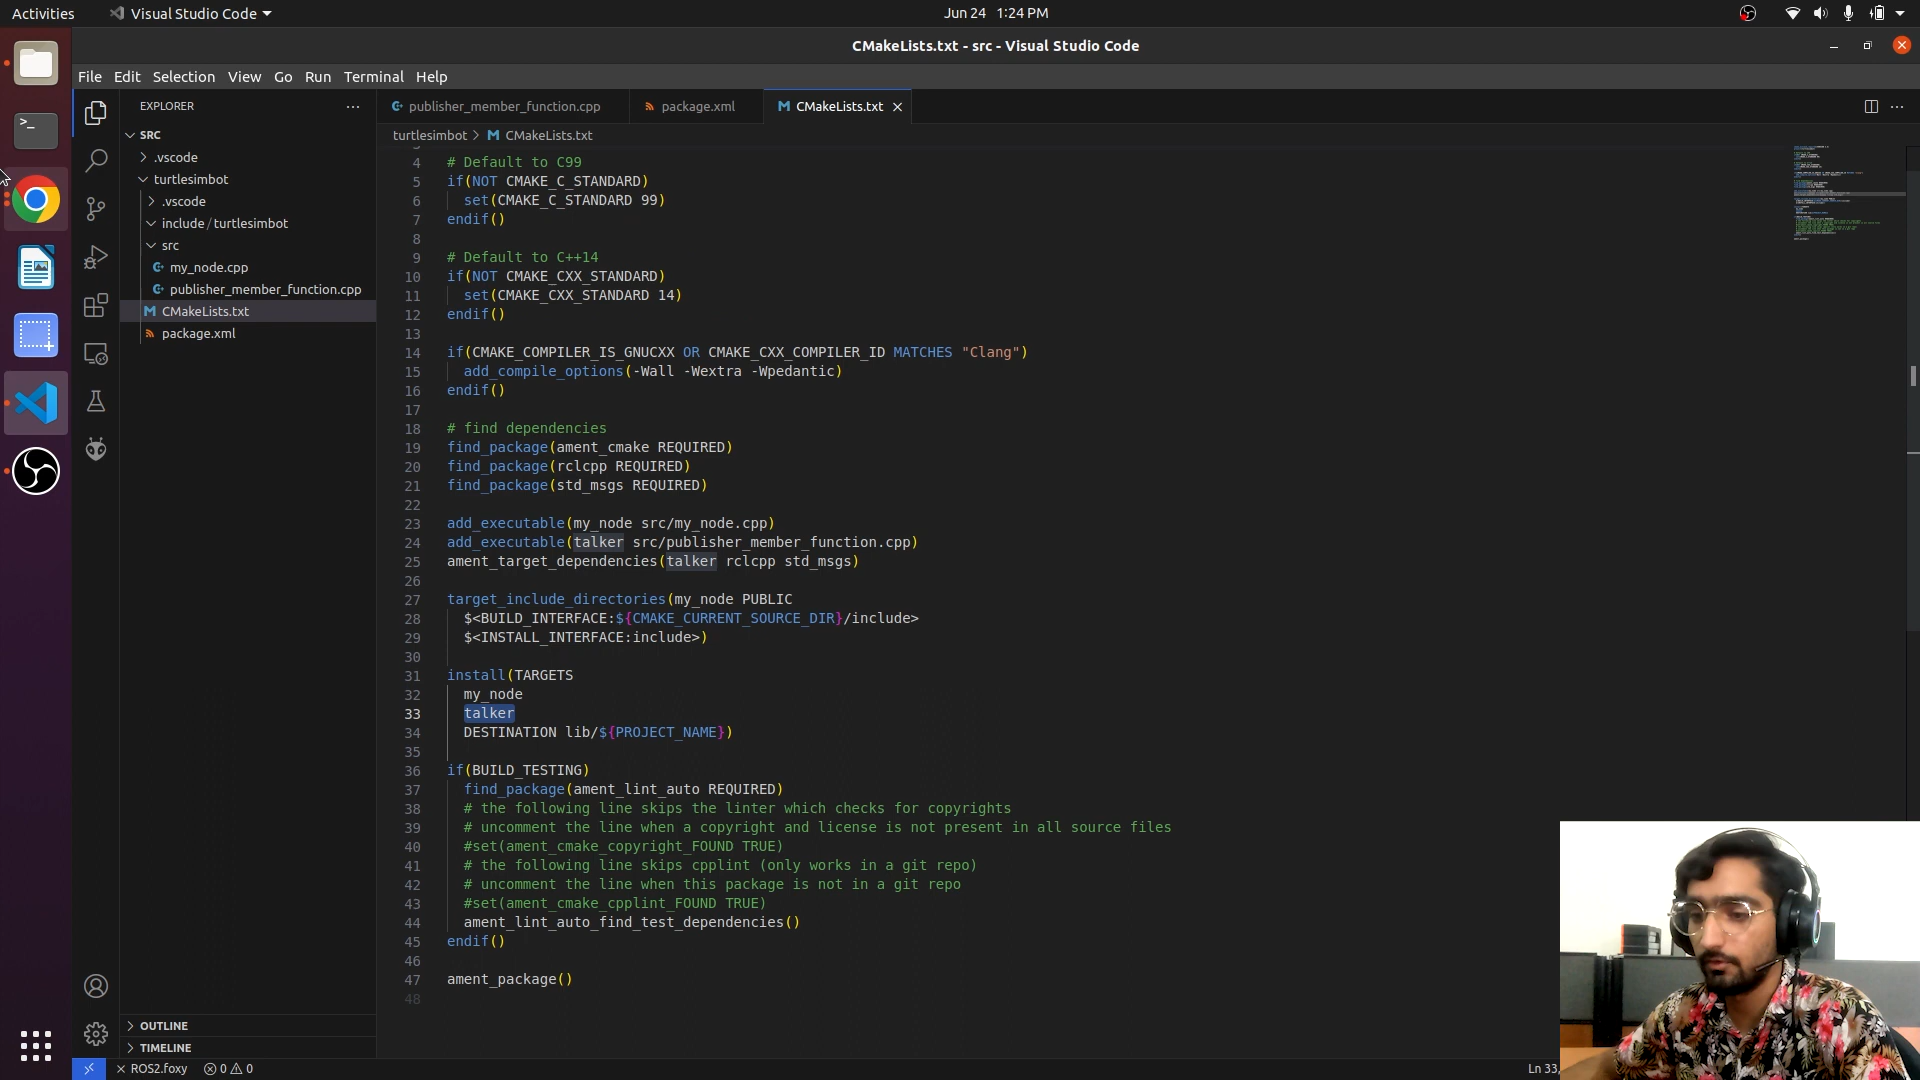 Activities
Visual Studio Code
Jun 24 1:24 PM
CMakeLists.txt - src - Visual Studio Code
File Edit Selection View Go Run Terminal Help
EXPLORER
SRC
.vscode
turtlesimbot
.vscode
include / turtlesimbot
src
my_node.cpp
publisher_member_function.cpp
CMakeLists.txt
package.xml
OUTLINE
TIMELINE
publisher_member_function.cpp
package.xml
CMakeLists.txt
turtlesimbot > CMakeLists.txt
4 # Default to C99
5 if(NOT CMAKE_C_STANDARD)
6 set(CMAKE_C_STANDARD 99)
7 endif()
8
9 # Default to C++14
10 if(NOT CMAKE_CXX_STANDARD)
11 set(CMAKE_CXX_STANDARD 14)
12 endif()
13
14 if(CMAKE_COMPILER_IS_GNUCXX OR CMAKE_CXX_COMPILER_ID MATCHES "Clang")
15 add_compile_options(-Wall -Wextra -Wpedantic)
16 endif()
17
18 # find dependencies
19 find_package(ament_cmake REQUIRED)
20 find_package(rclcpp REQUIRED)
21 find_package(std_msgs REQUIRED)
22
23 add_executable(my_node src/my_node.cpp)
24 add_executable(talker src/publisher_member_function.cpp)
25 ament_target_dependencies(talker rclcpp std_msgs)
26
27 target_include_directories(my_node PUBLIC
28 $<BUILD_INTERFACE:${CMAKE_CURRENT_SOURCE_DIR}/include>
29 $<INSTALL_INTERFACE:include>)
30
31 install(TARGETS
32 my_node
33 talker
34 DESTINATION lib/${PROJECT_NAME})
35
36 if(BUILD_TESTING)
37 find_package(ament_lint_auto REQUIRED)
38 # the following line skips the linter which checks for copyrights
39 # uncomment the line when a copyright and license is not present in all source files
40 #set(ament_cmake_copyright_FOUND TRUE)
41 # the following line skips cpplint (only works in a git repo)
42 # uncomment the line when this package is not in a git repo
43 #set(ament_cmake_cpplint_FOUND TRUE)
44 ament_lint_auto_find_test_dependencies()
45 endif()
46
47 ament_package()
48
ROS2.foxy 0 0
Ln 33,